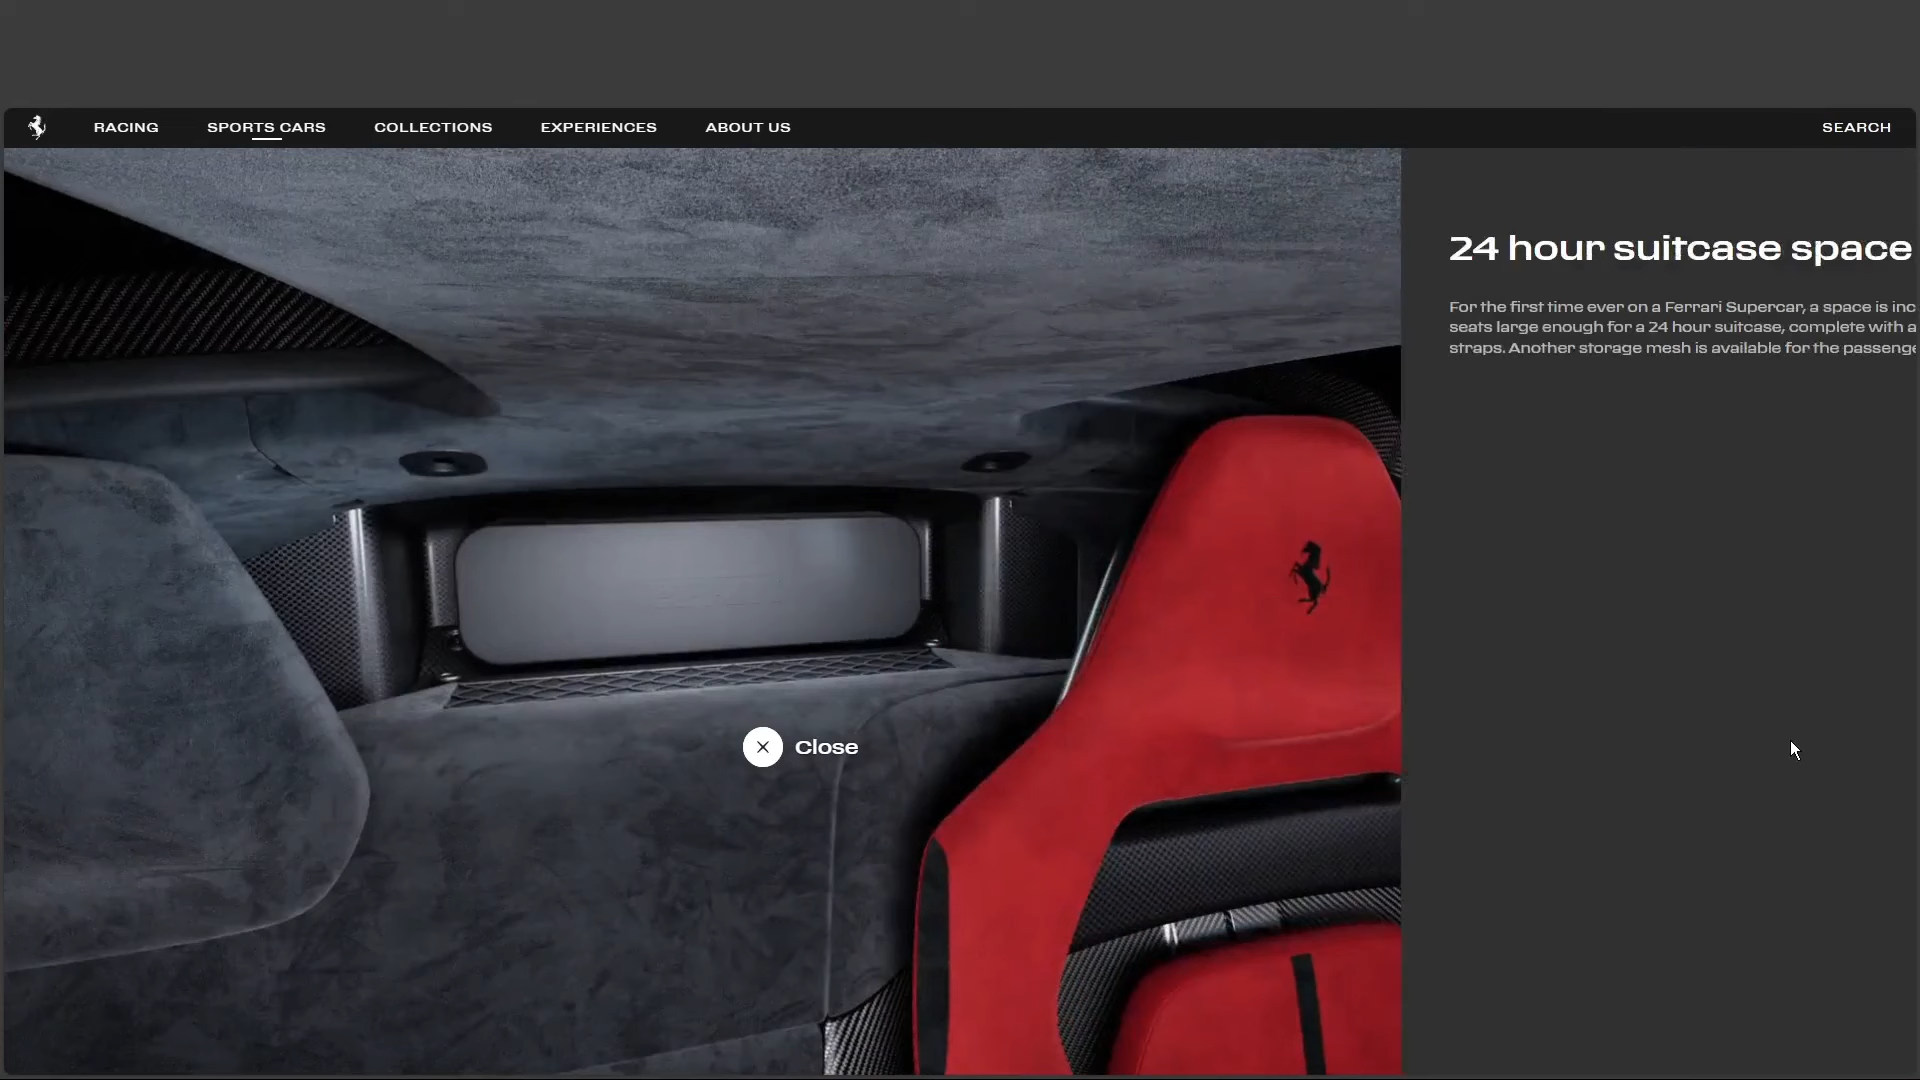 RACING SPORTS CARS COLLECTIONS EXPERIENCES ABOUT US SEARCH
24 hour suitcase space
For the first time ever on a Ferrari Supercar, a space is
seats large enough for a 24 hour suitcase, complete with a
straps. Another storage mesh is available for the
Close